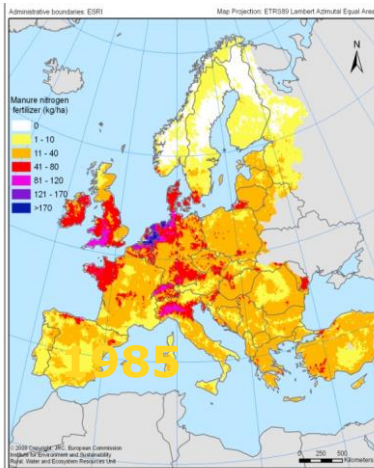 Administrative boundaries: ESRI
Map Projection: ETRS89 Lambert Azimutal Equal Area
N
Manure nitrogen
fertilizer (kg/ha)
0
1 - 10
11 - 40
41 - 80
81 - 120
121 - 170
>170
1985
© 2009 Copyright, JRC, European Commission
Institute for Environment and Sustainability
Rural, Water and Ecosystem Resources Unit
0 250 500
Kilometers